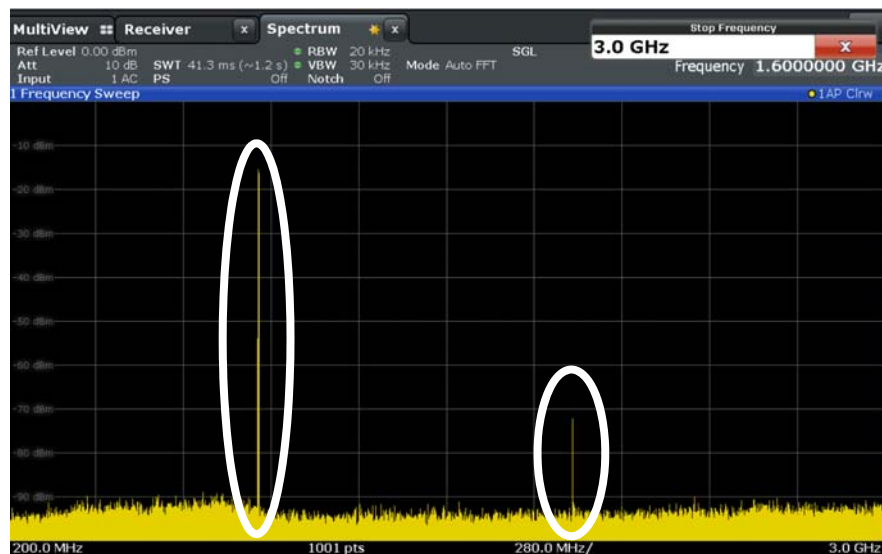 MultiView Receiver x Spectrum x
Stop Frequency
3.0 GHz x
Ref Level 0.00 dBm RBW 20 kHz SGL
Att 10 dB SWT 41.3 ms (~1.2 s) VBW 30 kHz Mode Auto FFT Frequency 1.6000000 GHz
Input 1 AC PS Off Notch Off
1 Frequency Sweep 1AP Clrw
-10 dBm
-20 dBm
-30 dBm
-40 dBm
-50 dBm
-60 dBm
-70 dBm
-80 dBm
-90 dBm
200.0 MHz 1001 pts 280.0 MHz/ 3.0 GHz